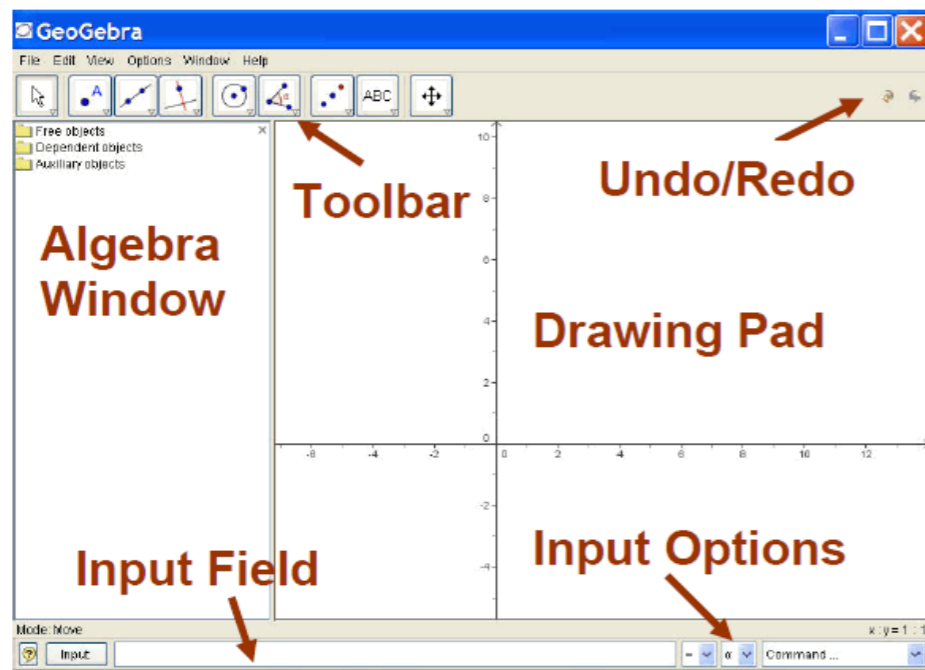 GeoGebra
File Edit View Options Window Help
A
α
ABC
Free objects
Dependent objects
Auxiliary objects
Toolbar
Undo/Redo
Algebra
Window
Drawing Pad
10
8
6
4
2
0
-6 -4 -2 0 2 4 6 8 10 12
-2
-4
Input Field
Input Options
Mode: Move
x : y = 1 : 1
? Input = α Command ...